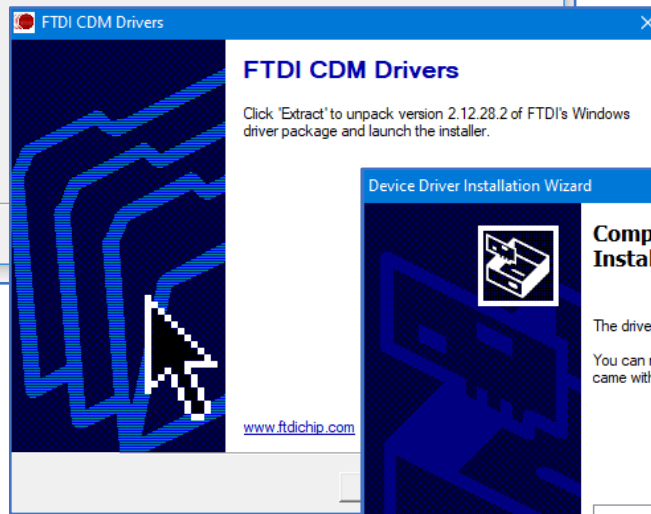 FTDI CDM Drivers
FTDI CDM Drivers
Click 'Extract' to unpack version 2.12.28.2 of FTDI's Windows
driver package and launch the installer.
www.ftdichip.com
Device Driver Installation Wizard
Comp
Instal
The drive
You can
came with